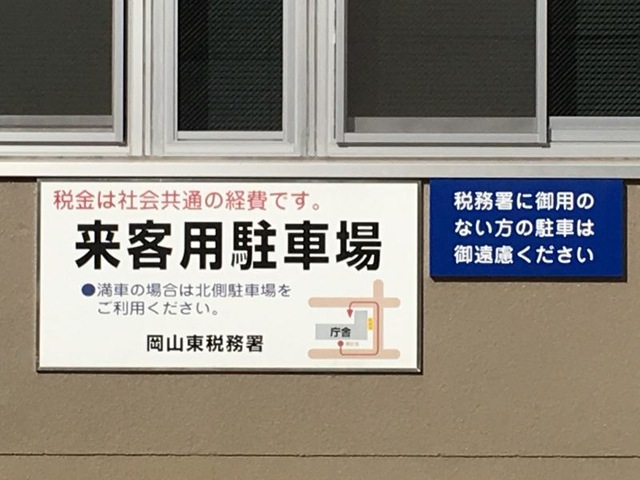 税金は社会共通の経費です。
来客用駐車場
●満車の場合は北側駐車場を
ご利用ください。
岡山東税務署
庁舎
税務署に御用の
ない方の駐車は
御遠慮ください